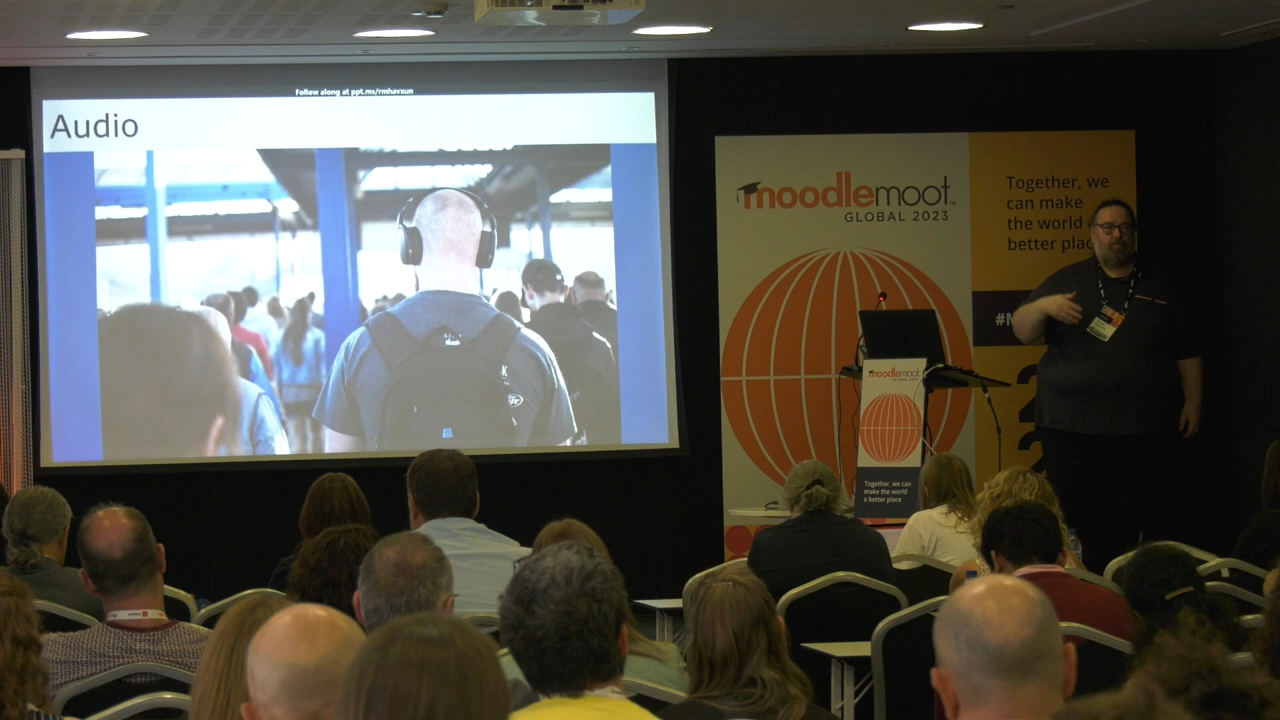 Follow along at ppt.ms/rmhavxun
Audio
moodlemoot
GLOBAL 2023
Together, we
can make
the world
better plac
#M
moodlemoot
Together, we can
make the world
a better place